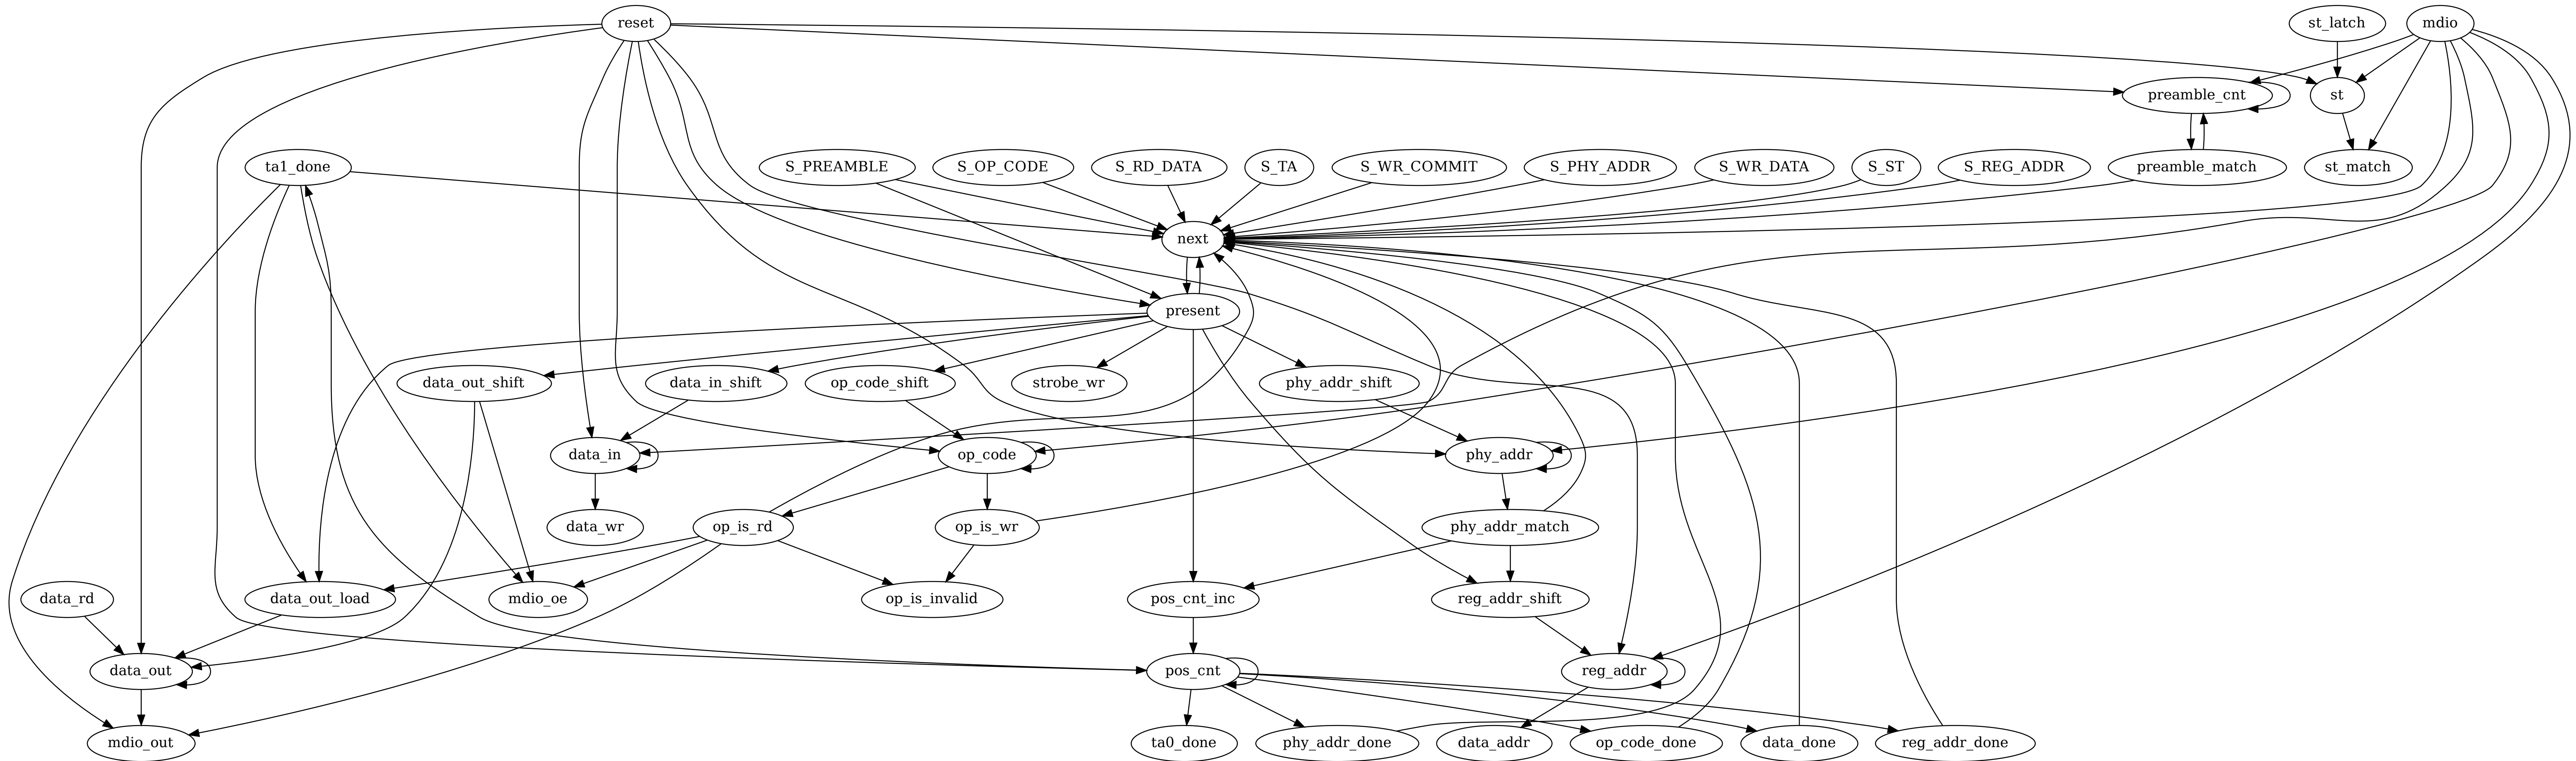 reset
st_latch
mdio
preamble_cnt
st
ta1_done
S_PREAMBLE
S_OP_CODE
S_RD_DATA
S_TA
S_WR_COMMIT
S_PHY_ADDR
S_WR_DATA
S_ST
S_REG_ADDR
preamble_match
st_match
next
present
data_out_shift
data_in_shift
op_code_shift
strobe_wr
phy_addr_shift
data_in
op_code
phy_addr
data_wr
op_is_rd
op_is_wr
phy_addr_match
data_rd
data_out_load
mdio_oe
op_is_invalid
pos_cnt_inc
reg_addr_shift
data_out
pos_cnt
reg_addr
mdio_out
ta0_done
phy_addr_done
data_addr
op_code_done
data_done
reg_addr_done